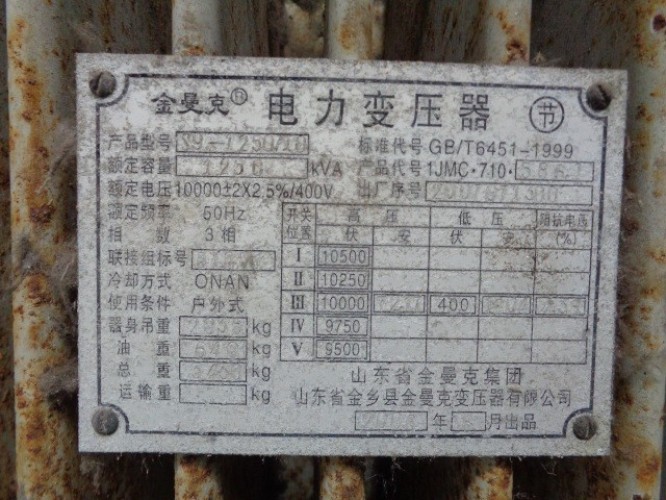 金曼克 电力变压器 节
产品型号 S9-1250/10 标准代号 GB/T6451-1999
额定容量 1250 kVA 产品代号 1JMC·710·
额定电压 10000±2X2.5%/400V 出厂序号
额定频率 50Hz 开关位置 高压 低压 阻抗电压
相数 3相 伏 安 伏 安 (%)
联接组标号 I 10500
冷却方式 ONAN II 10250
使用条件 户外式 III 10000 400
器身吊重 kg IV 9750
油重 kg V 9500
总重 kg 山东省金曼克集团
运输重 kg 山东省金乡县金曼克变压器有限公司
年 月出品